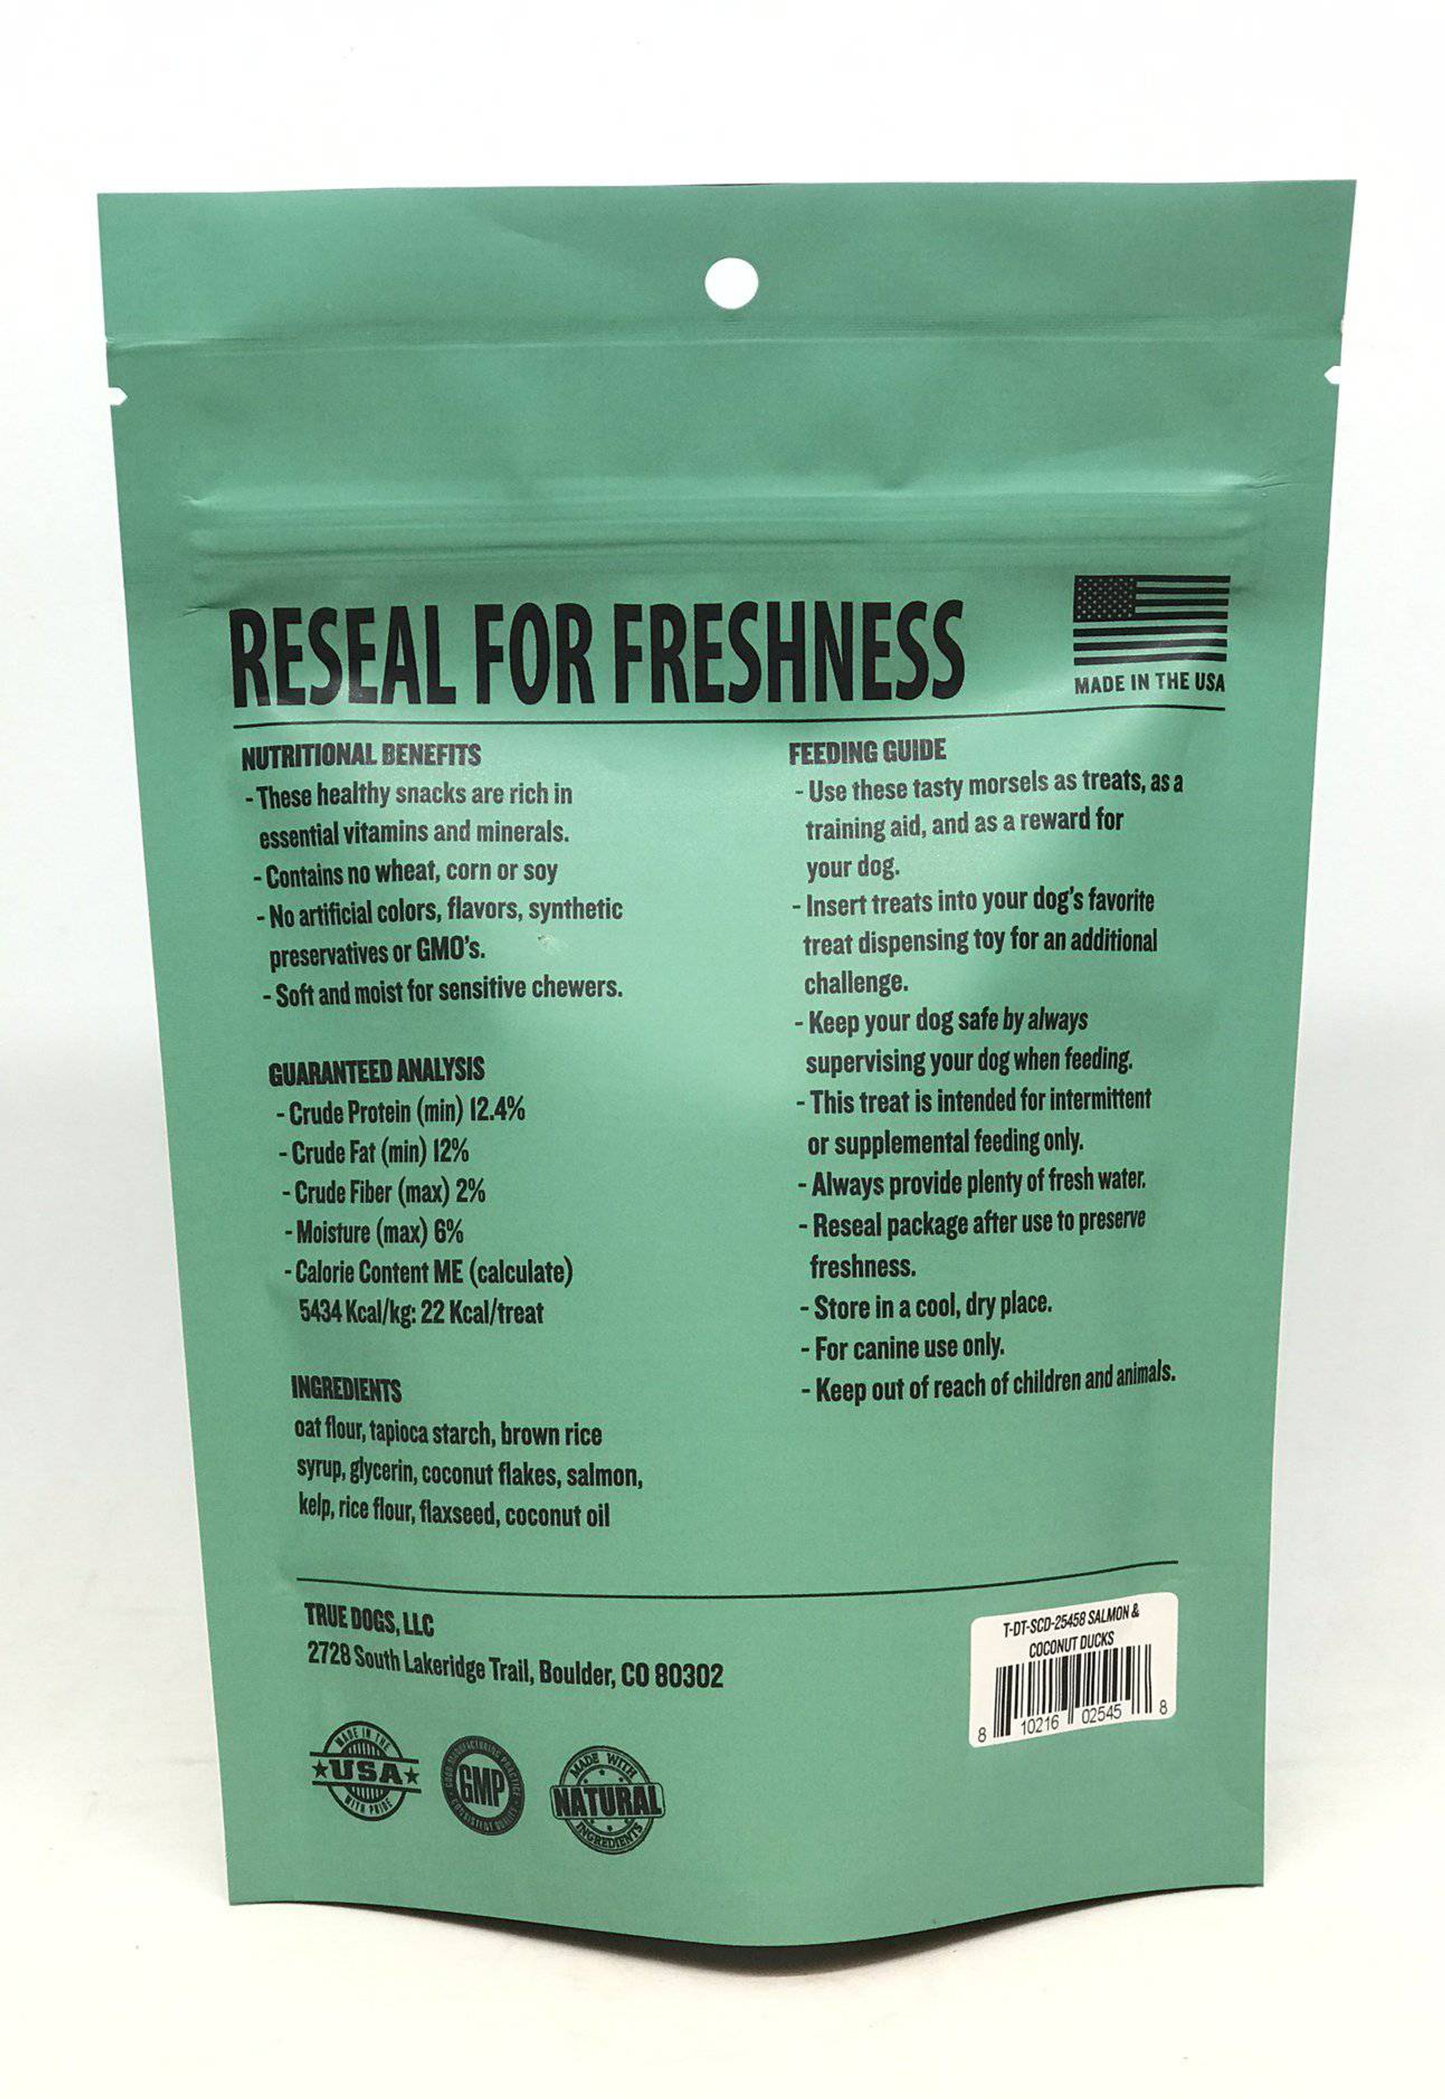 RESEAL FOR FRESHNESS
MADE IN THE USA
NUTRITIONAL BENEFITS
- These healthy snacks are rich in
essential vitamins and minerals.
- Contains no wheat, corn or soy
- No artificial colors, flavors, synthetic
preservatives or GMO's.
- Soft and moist for sensitive chewers.
GUARANTEED ANALYSIS
- Crude Protein (min) 12.4%
- Crude Fat (min) 12%
- Crude Fiber (max) 2%
- Moisture (max) 6%
- Calorie Content ME (calculate)
5434 Kcal/kg: 22 Kcal/treat
INGREDIENTS
oat flour, tapioca starch, brown rice
syrup, glycerin, coconut flakes, salmon,
kelp, rice flour, flaxseed, coconut oil
FEEDING GUIDE
- Use these tasty morsels as treats, as a
training aid, and as a reward for
your dog.
- Insert treats into your dog's favorite
treat dispensing toy for an additional
challenge.
- Keep your dog safe by always
supervising your dog when feeding.
- This treat is intended for intermittent
or supplemental feeding only.
- Always provide plenty of fresh water.
- Reseal package after use to preserve
freshness.
- Store in a cool, dry place.
- For canine use only.
- Keep out of reach of children and animals.
TRUE DOGS, LLC
2728 South Lakeridge Trail, Boulder, CO 80302
MADE IN THE
USA
WITH PRIDE
GOOD MANUFACTURING PRACTICE
GMP
CONSISTENT QUALITY
MADE WITH
NATURAL
INGREDIENTS
T-DT-SCD-25458 SALMON &
COCONUT DUCKS
8 10216 02545 8